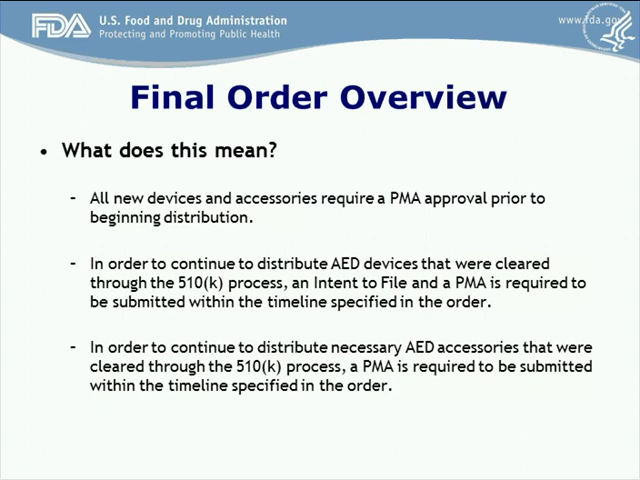 FDA U.S. Food and Drug Administration www.fda.gov
Protecting and Promoting Public Health
Final Order Overview
• What does this mean?
– All new devices and accessories require a PMA approval prior to
beginning distribution.
– In order to continue to distribute AED devices that were cleared
through the 510(k) process, an Intent to File and a PMA is required to
be submitted within the timeline specified in the order.
– In order to continue to distribute necessary AED accessories that were
cleared through the 510(k) process, a PMA is required to be submitted
within the timeline specified in the order.